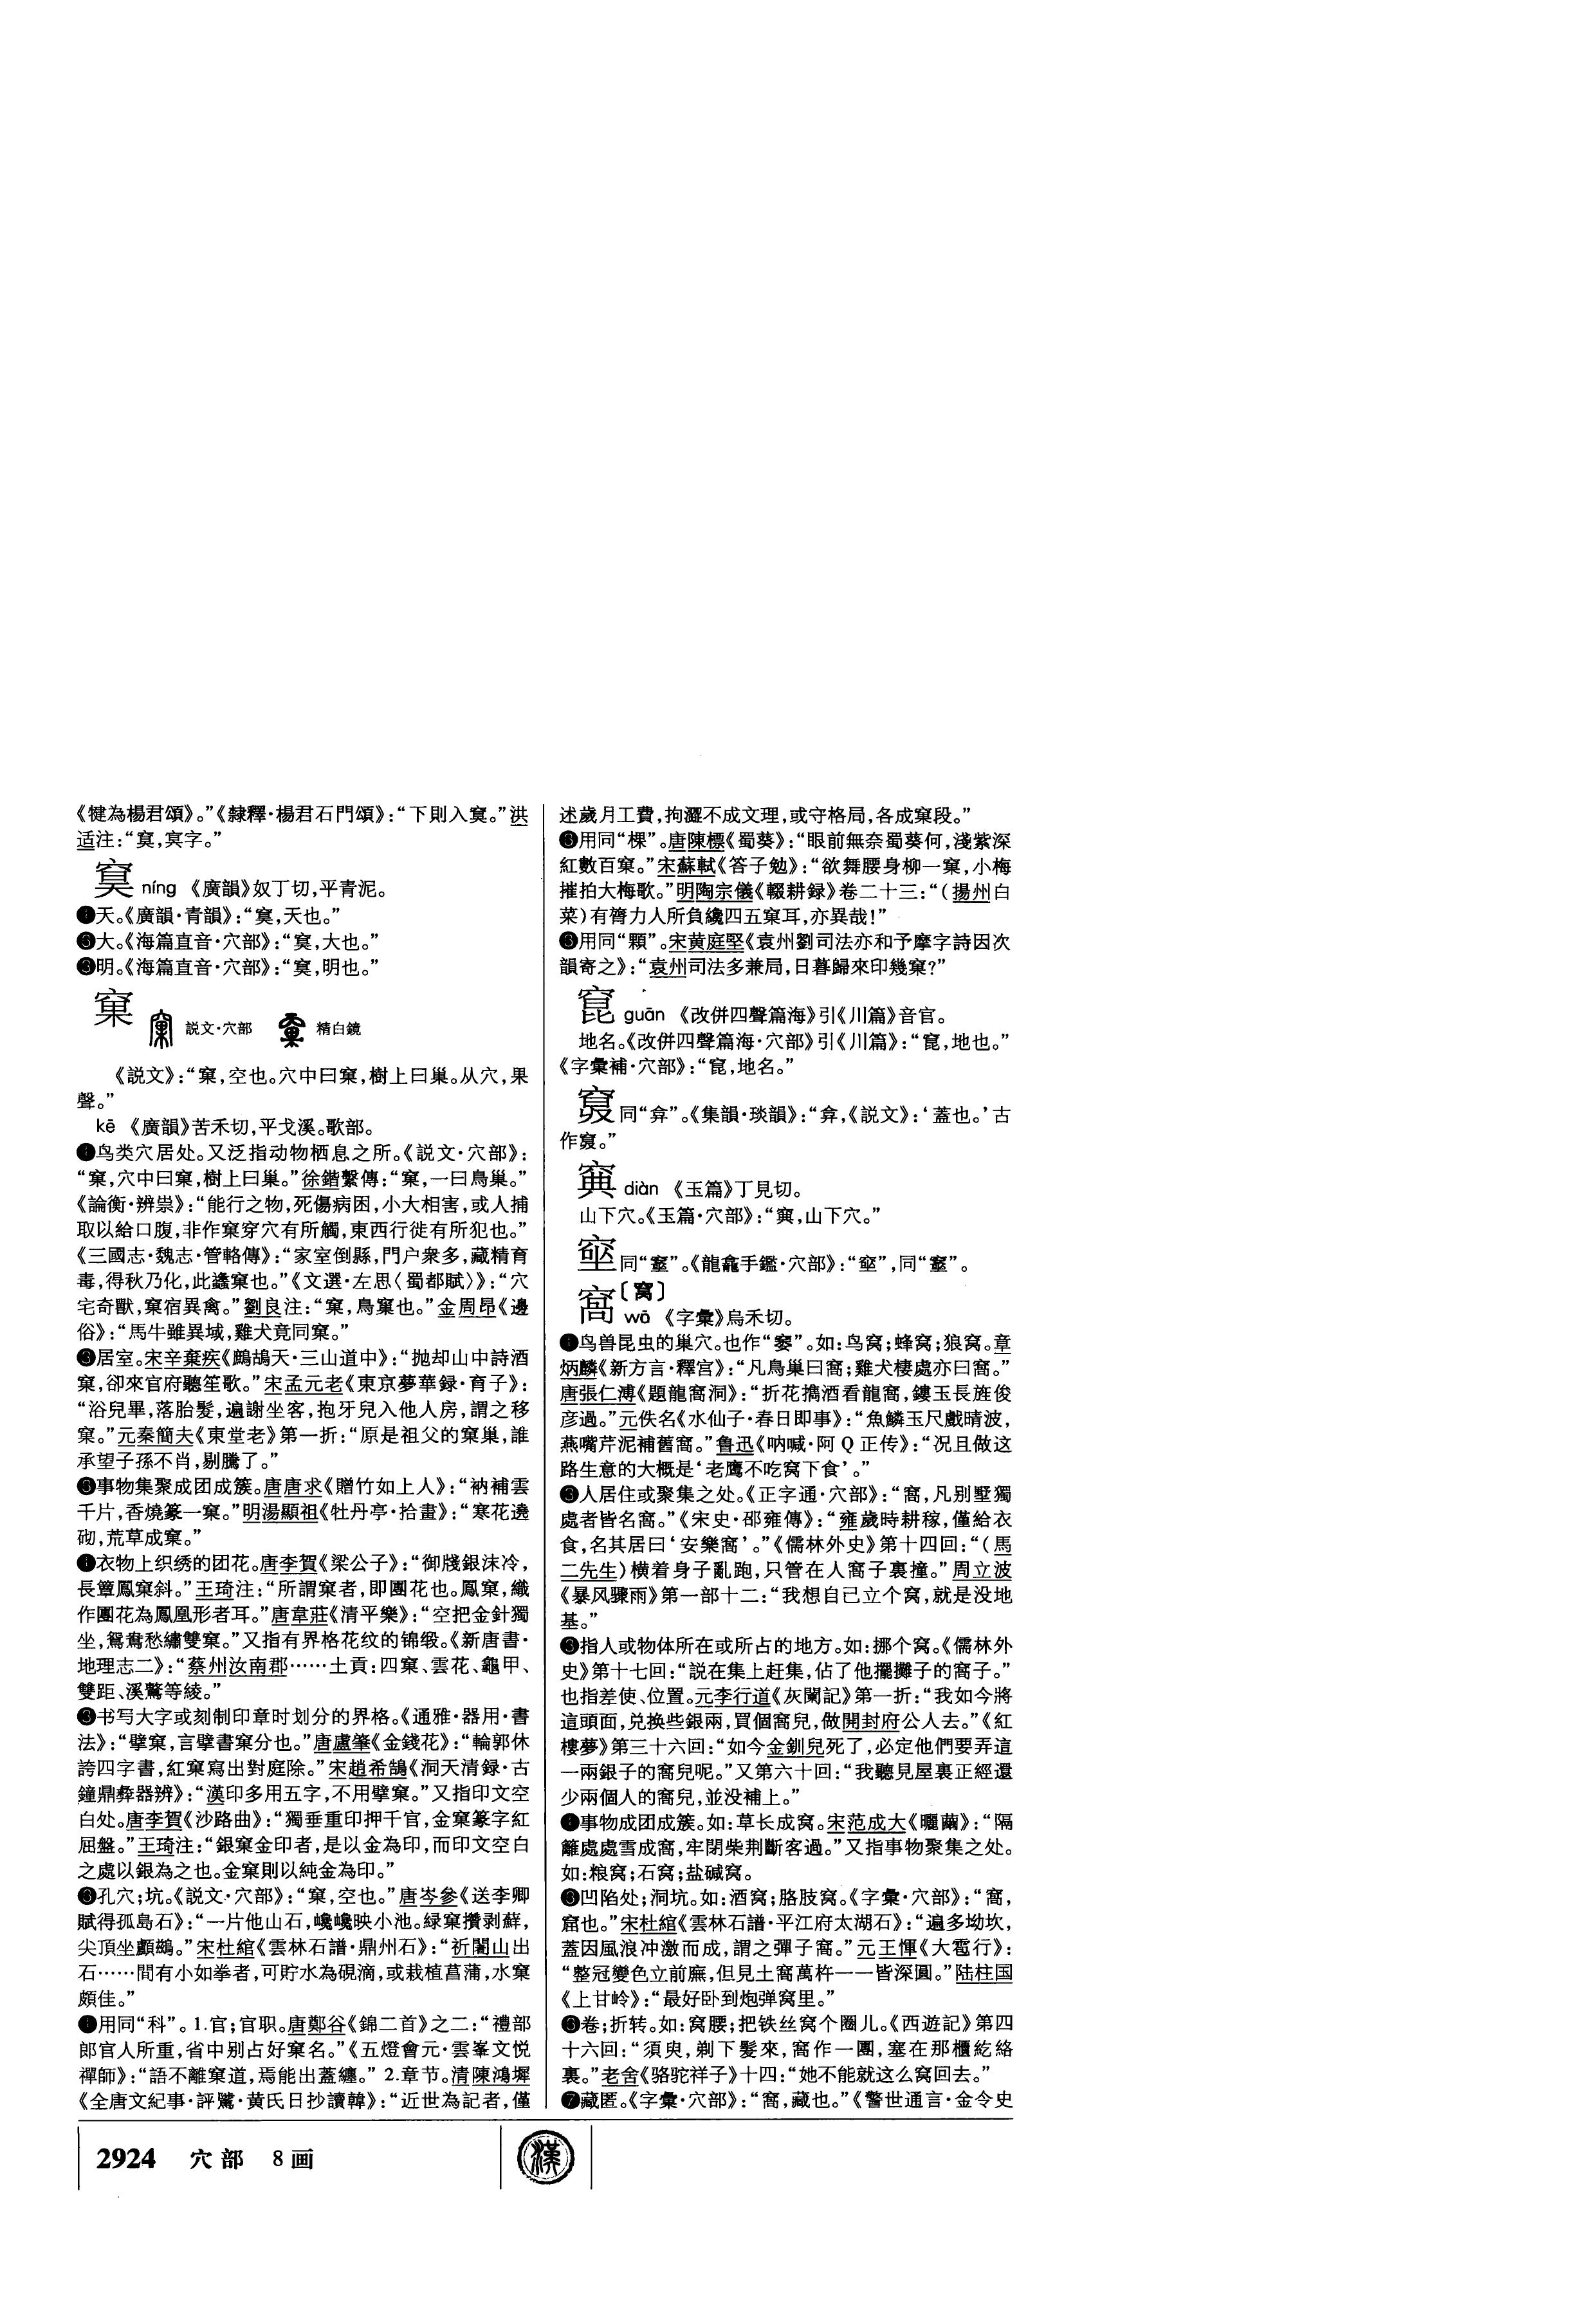 《犍為楊君頌》。”《隸釋·楊君石門頌》：“下則入寞。”洪
适注：“寞，冥字。”
níng 《廣韻》奴丁切，平青泥。
❶天。《廣韻·青韻》：“，天也。”
大。《海篇直音·穴部》：“，大也。”
明。《海篇直音·穴部》：“，明也。”
窠 説文·穴部 精白鏡
《説文》：“窠，空也。穴中曰窠，樹上曰巢。从穴，果
聲。”
kē 《廣韻》苦禾切，平戈溪。歌部。
❶鸟类穴居处。又泛指动物栖息之所。《説文·穴部》：
“窠，穴中曰窠，樹上曰巢。”徐鍇繫傳：“窠，一曰鳥巢。”
《論衡·辨祟》：“能行之物，死傷病困，小大相害，或人捕
取以給口腹，非作窠穿穴有所觸，東西行徙有所犯也。”
《三國志·魏志·管輅傳》：“家室倒縣，門户衆多，藏精育
毒，得秋乃化，此蠭窠也。”《文選·左思〈蜀都賦〉》：“穴
宅奇獸，窠宿異禽。”劉良注：“窠，鳥窠也。”金周昂《邊
俗》：“馬牛雖異域，雞犬竟同窠。”
居室。宋辛棄疾《鷓鴣天·三山道中》：“抛却山中詩酒
窠，卻來官府聽笙歌。”宋孟元老《東京夢華録·育子》：
“浴兒畢，落胎髮，遍謝坐客，抱牙兒入他人房，謂之移
窠。”元秦簡夫《東堂老》第一折：“原是祖父的窠巢，誰
承望子孫不肖，剔騰了。”
事物集聚成团成簇。唐唐求《贈竹如上人》：“衲補雲
千片，香燒篆一窠。”明湯顯祖《牡丹亭·拾畫》：“寒花遶
砌，荒草成窠。”
衣物上织绣的团花。唐李賀《梁公子》：“御牋銀沫冷，
長簟鳳窠斜。”王琦注：“所謂窠者，即團花也。鳳窠，織
作團花為鳳凰形者耳。”唐韋莊《清平樂》：“空把金針獨
坐，鴛鴦愁繡雙窠。”又指有界格花纹的锦缎。《新唐書·
地理志二》：“蔡州汝南郡……土貢：四窠、雲花、龜甲、
雙距、溪鶩等綾。”
书写大字或刻制印章时划分的界格。《通雅·器用·書
法》：“擘窠，言擘書窠分也。”唐盧肇《金錢花》：“輪郭休
誇四字書，紅窠寫出對庭除。”宋趙希鵠《洞天清録·古
鐘鼎彝器辨》：“漢印多用五字，不用擘窠。”又指印文空
白处。唐李賀《沙路曲》：“獨垂重印押千官，金窠篆字紅
屈盤。”王琦注：“銀窠金印者，是以金為印，而印文空白
之處以銀為之也。金窠則以純金為印。”
孔穴；坑。《説文·穴部》：“窠，空也。”唐岑參《送李卿
賦得孤島石》：“一片他山石，巉巉映小池。緑窠攢剥蘚，
尖頂坐鸕鷀。”宋杜綰《雲林石譜·鼎州石》：“祈闍山出
石……間有小如拳者，可貯水為硯滴，或栽植菖蒲，水窠
頗佳。”
用同“科”。1.官；官职。唐鄭谷《錦二首》之二：“禮部
郎官人所重，省中别占好窠名。”《五燈會元·雲峯文悦
禪師》：“語不離窠道，焉能出蓋纏。”2.章节。清陳鴻墀
《全唐文紀事·評騭·黄氏日抄讀韓》：“近世為記者，僅
述歲月工費，拘澀不成文理，或守格局，各成窠段。”
用同“棵”。唐陳標《蜀葵》：“眼前無奈蜀葵何，淺紫深
紅數百窠。”宋蘇軾《答子勉》：“欲舞腰身柳一窠，小梅
摧拍大梅歌。”明陶宗儀《輟耕録》卷二十三：“（揚州白
菜）有膂力人所負纔四五窠耳，亦異哉！”
用同“顆”。宋黄庭堅《袁州劉司法亦和予摩字詩因次
韻寄之》：“袁州司法多兼局，日暮歸來印幾窠？”
guān 《改併四聲篇海》引《川篇》音官。
地名。《改併四聲篇海·穴部》引《川篇》：“，地也。”
《字彙補·穴部》：“，地名。”
同“弇”。《集韻·琰韻》：“弇，《説文》：‘蓋也。’古
作。”
diàn 《玉篇》丁見切。
山下穴。《玉篇·穴部》：“，山下穴。”
同“”。《龍龕手鑑·穴部》：“”，同“”。
窩〔窝〕
wō 《字彙》烏禾切。
❶鸟兽昆虫的巢穴。也作“”。如：鸟窝；蜂窝；狼窝。章
炳麟《新方言·釋宫》：“凡鳥巢曰窩；雞犬棲處亦曰窩。”
唐張仁溥《題龍窩洞》：“折花攜酒看龍窩，鏤玉長旌俊
彦過。”元佚名《水仙子·春日即事》：“魚鱗玉尺戲晴波，
燕嘴芹泥補舊窩。”鲁迅《呐喊·阿Q正传》：“况且做这
路生意的大概是‘老鹰不吃窝下食’。”
人居住或聚集之处。《正字通·穴部》：“窩，凡别墅獨
處者皆名窩。”《宋史·邵雍傳》：“雍歲時耕稼，僅給衣
食，名其居曰‘安樂窩’。”《儒林外史》第十四回：“（馬
二先生）横着身子亂跑，只管在人窩子裏撞。”周立波
《暴风骤雨》第一部十二：“我想自己立个窝，就是没地
基。”
指人或物体所在或所占的地方。如：挪个窝。《儒林外
史》第十七回：“説在集上赶集，佔了他擺攤子的窩子。”
也指差使、位置。元李行道《灰闌記》第一折：“我如今將
這頭面，兑换些銀兩，買個窩兒，做開封府公人去。”《紅
樓夢》第三十六回：“如今金釧兒死了，必定他們要弄這
一兩銀子的窩兒呢。”又第六十回：“我聽見屋裏正經還
少兩個人的窩兒，並没補上。”
事物成团成簇。如：草长成窝。宋范成大《曬繭》：“隔
籬處處雪成窩，牢閉柴荆斷客過。”又指事物聚集之处。
如：粮窝；石窝；盐碱窝。
凹陷处；洞坑。如：酒窝；胳肢窝。《字彙·穴部》：“窩，
窟也。”宋杜綰《雲林石譜·平江府太湖石》：“遍多坳坎，
蓋因風浪冲激而成，謂之彈子窩。”元王惲《大雹行》：
“整冠變色立前廡，但見土窩萬杵一一皆深圓。”陆柱国
《上甘岭》：“最好卧到炮弹窝里。”
卷；折转。如：窝腰；把铁丝窝个圈儿。《西遊記》第四
十六回：“須臾，剃下髮來，窩作一團，塞在那櫃紇絡
裏。”老舍《骆驼祥子》十四：“她不能就这么窝回去。”
❼藏匿。《字彙·穴部》：“窩，藏也。”《警世通言·金令史
2924 穴部 8画
漢